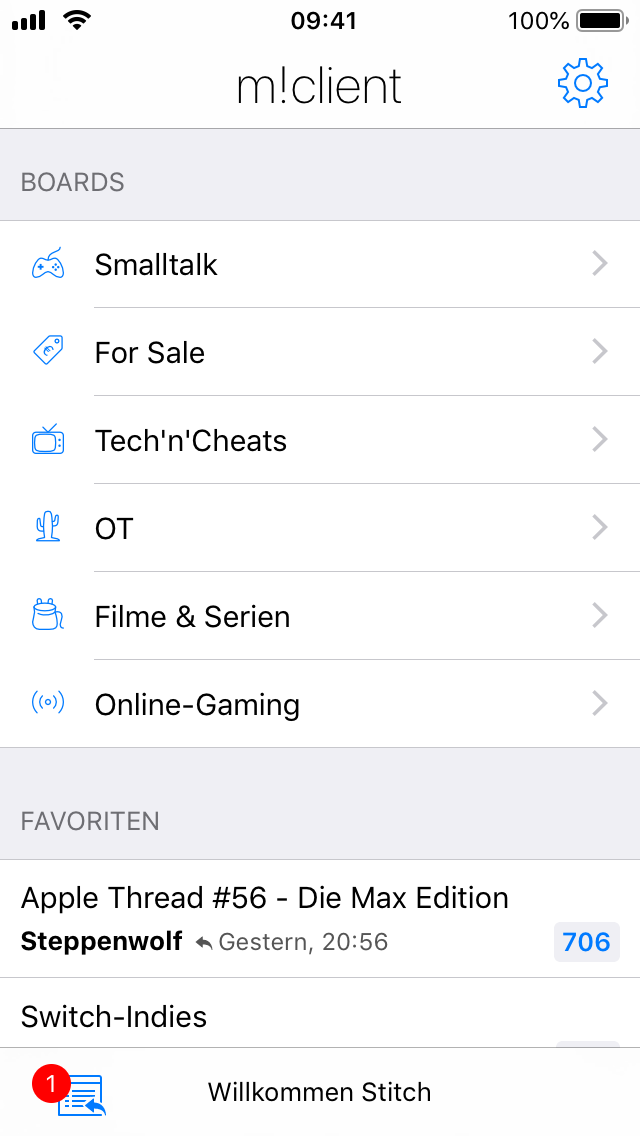 09:41
100%
m!client
BOARDS
Smalltalk
For Sale
Tech'n'Cheats
OT
Filme & Serien
Online-Gaming
FAVORITEN
Apple Thread #56 - Die Max Edition
Steppenwolf Gestern, 20:56
706
Switch-Indies
1
Willkommen Stitch